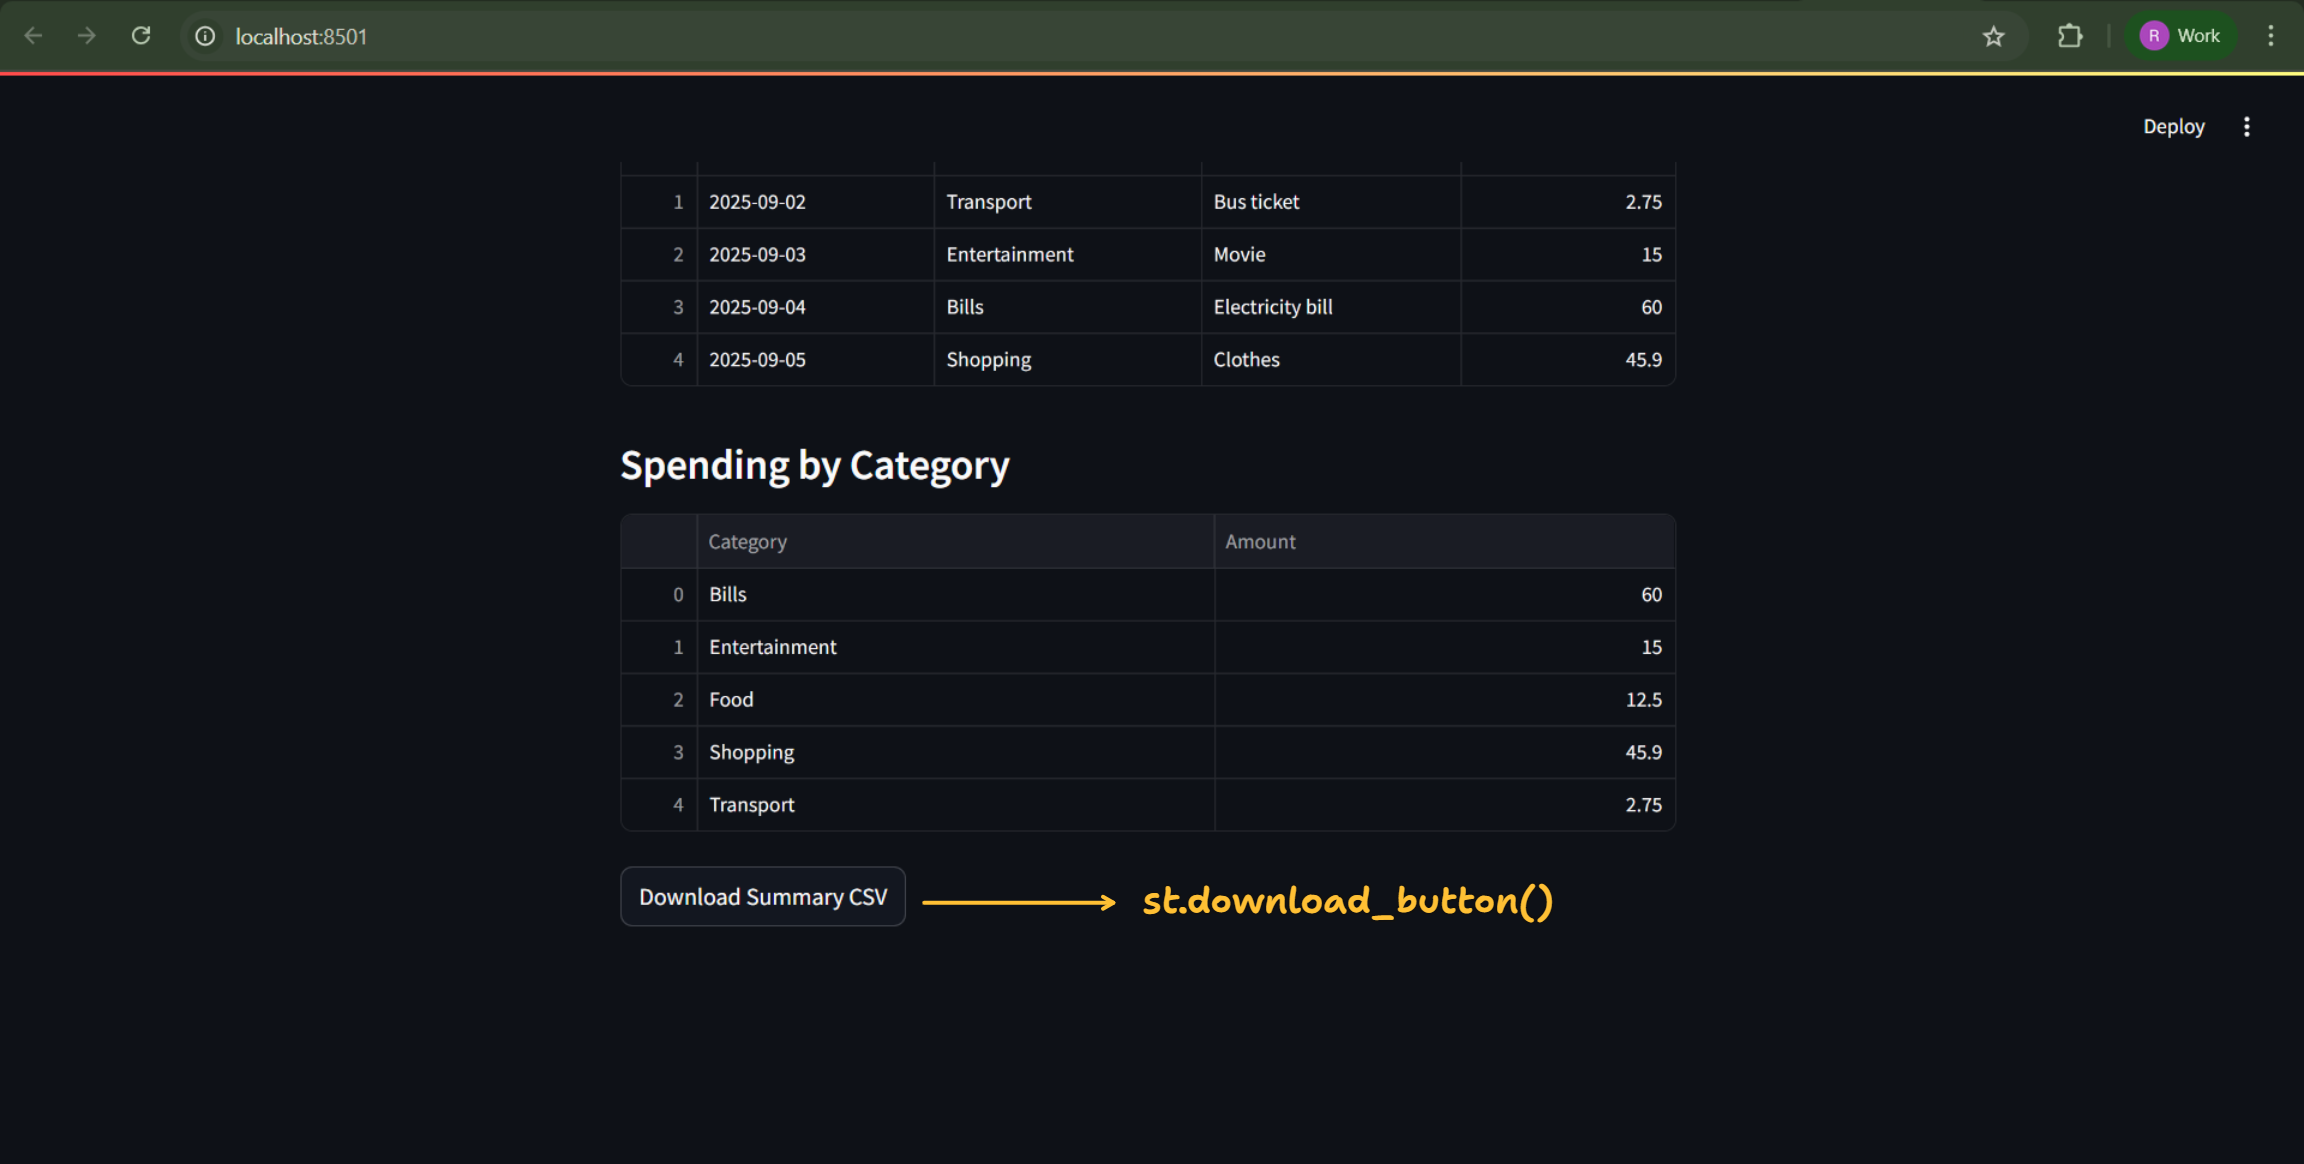 localhost:8501
R Work
Deploy
1 2025-09-02 Transport Bus ticket 2.75
2 2025-09-03 Entertainment Movie 15
3 2025-09-04 Bills Electricity bill 60
4 2025-09-05 Shopping Clothes 45.9
Spending by Category
Category Amount
0 Bills 60
1 Entertainment 15
2 Food 12.5
3 Shopping 45.9
4 Transport 2.75
Download Summary CSV st.download_button()